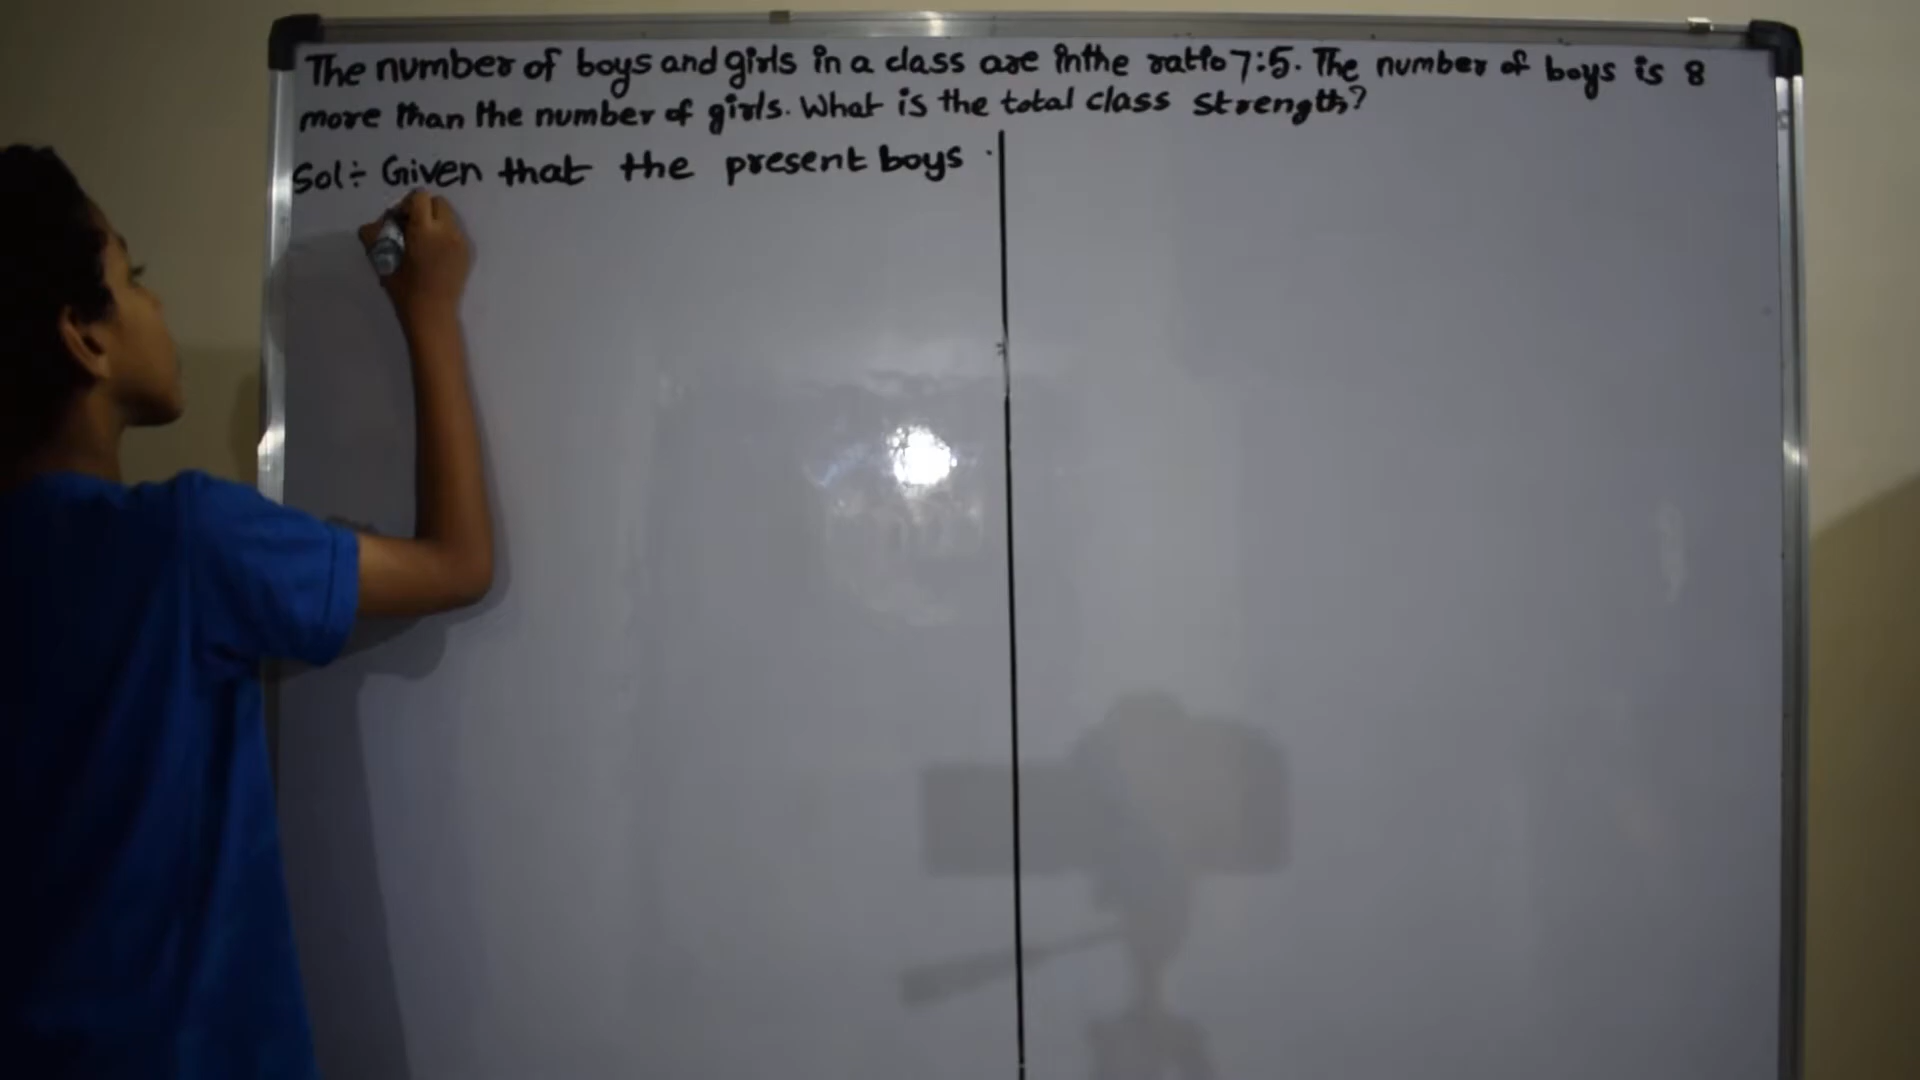 The number of boys and girls in a class are in the ratio 7:5. The number of boys is 8
more than the number of girls. What is the total class strength?
Sol÷ Given that the present boys